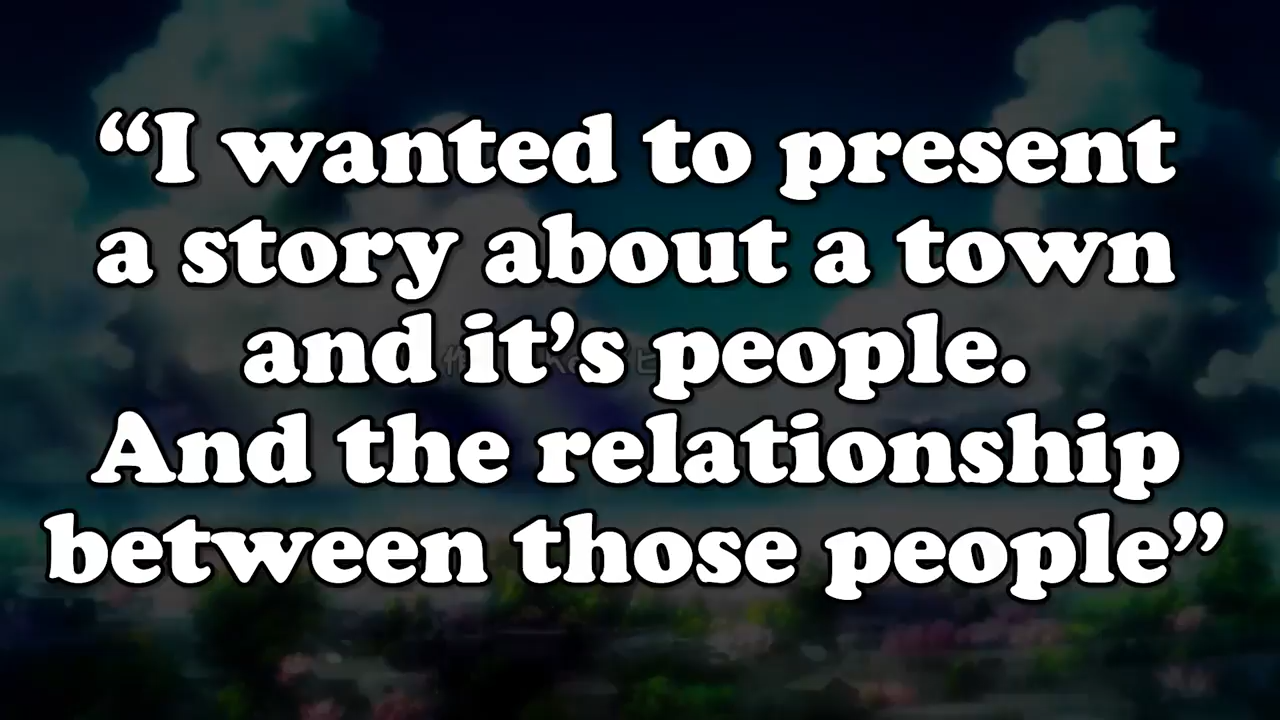 “I wanted to present
a story about a town
and it’s people.
And the relationship
between those people”